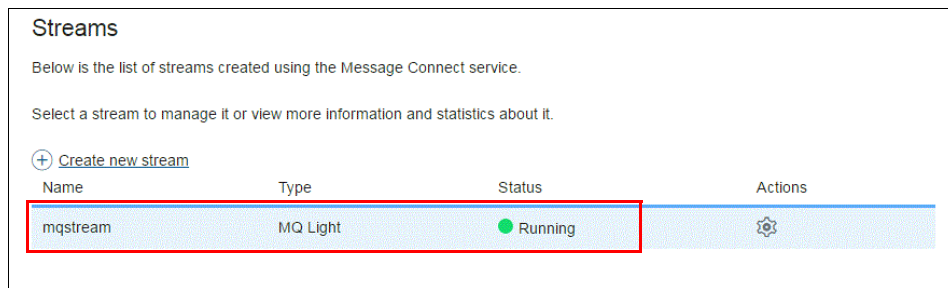 Streams
Below is the list of streams created using the Message Connect service.
Select a stream to manage it or view more information and statistics about it.
Create new stream
Name Type Status Actions
mqstream MQ Light Running